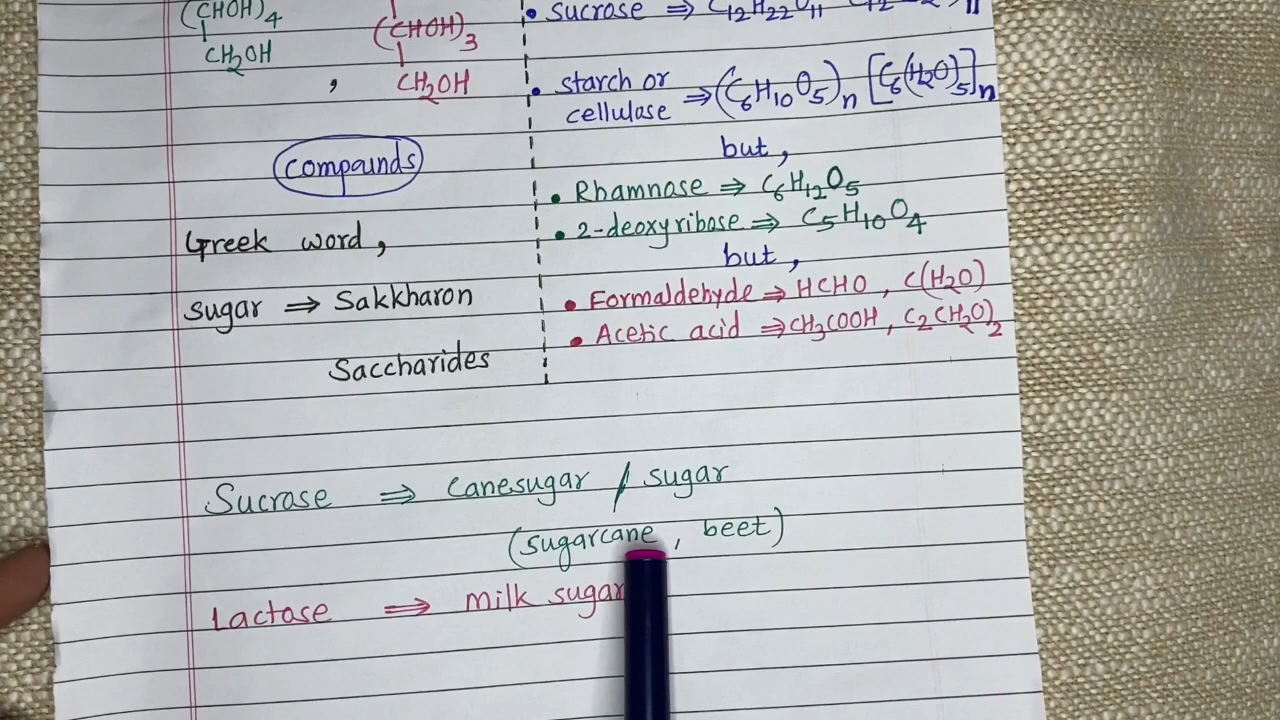 (CHOH)4
CH2OH
,
(CHOH)3
CH2OH
compounds
Greek word,
sugar ⇒ Sakkharon
Saccharides
• sucrose ⇒ C12H22O11
• starch or
cellulase ⇒ (C6H10O5)n [C6(H2O)5]n
but,
• Rhamnose ⇒ C6H12O5
• 2-deoxyribose ⇒ C5H10O4
but,
• Formaldehyde ⇒ HCHO, C(H2O)
• Acetic acid ⇒ CH3COOH, C2(H2O)2
Sucrose ⇒ Canesugar / sugar
(sugarcane, beet)
Lactose ⇒ Milk sugar